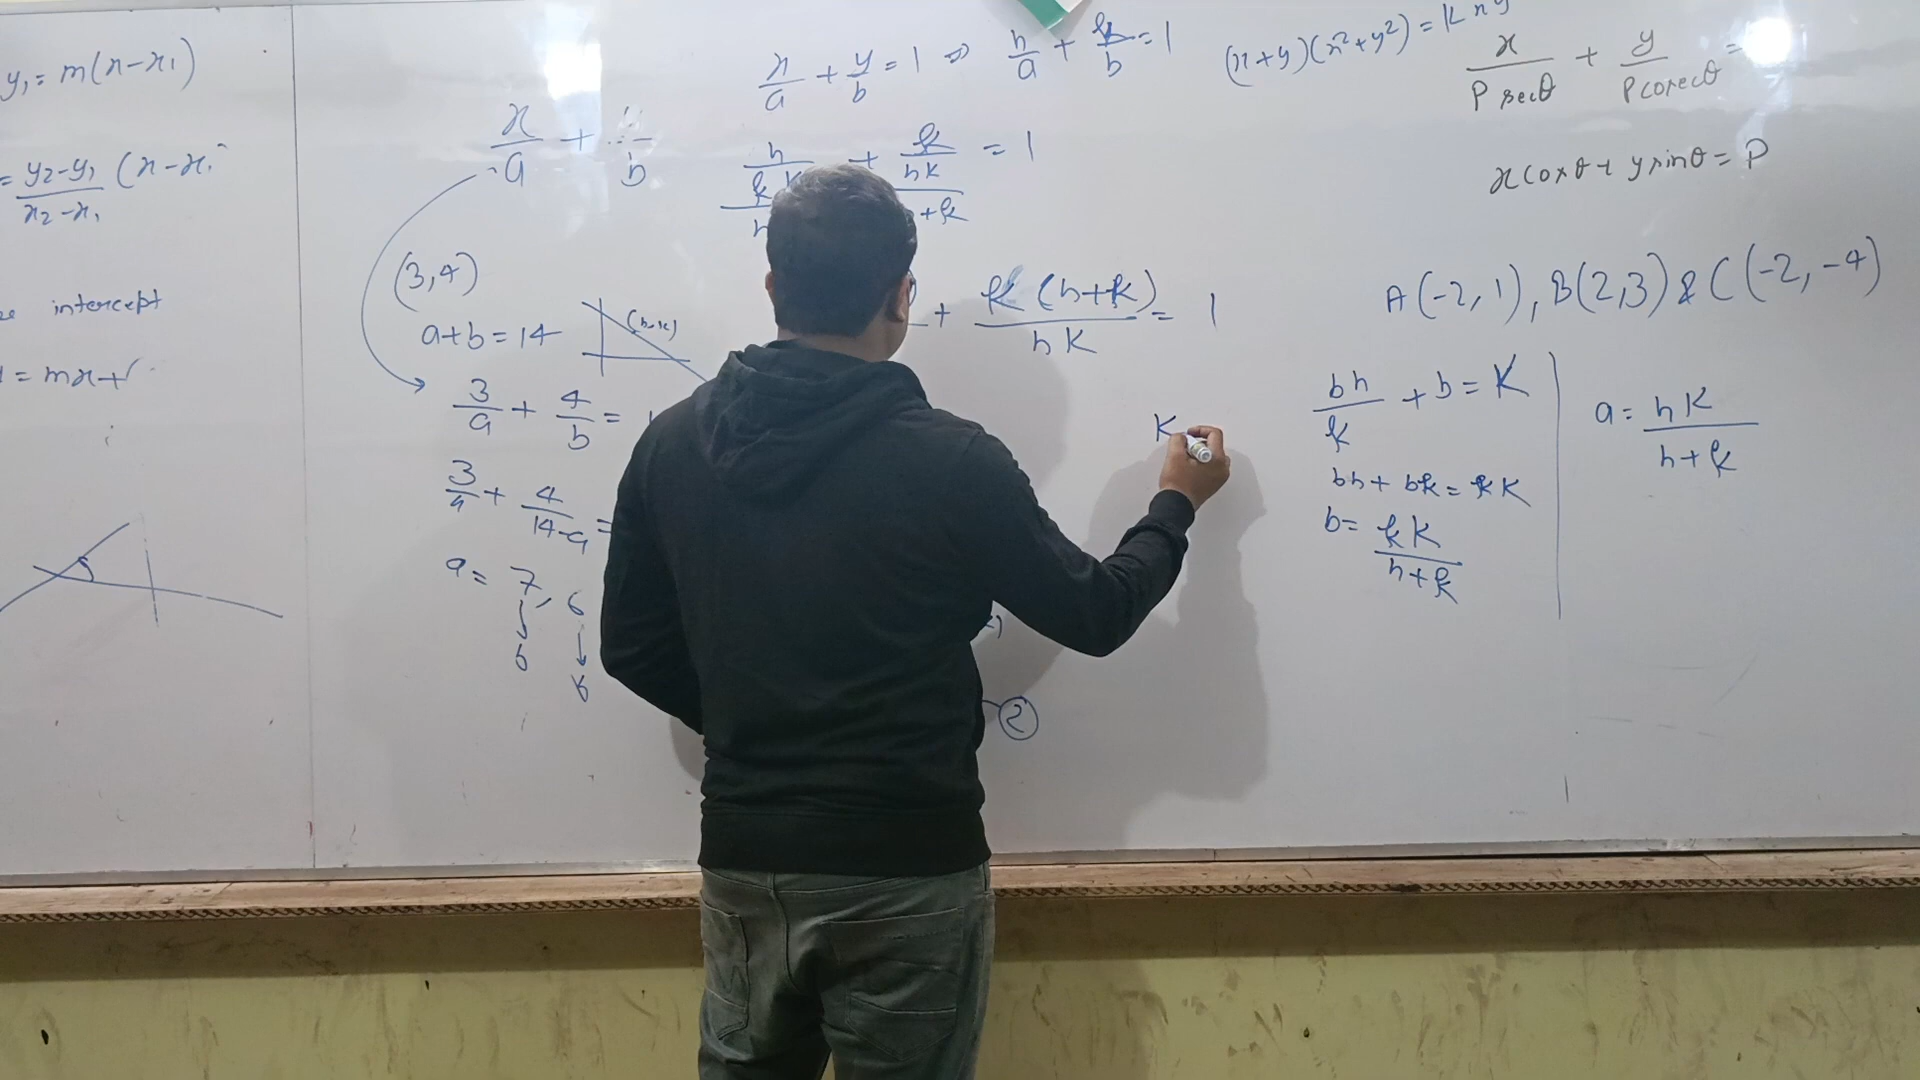 y₁ = m(x-x₁)
= y₂-y₁ / x₂-x₁ (x-x₁
intercept
= mx+(
x/a + y/b = 1 ⇒ h/a + k/b = 1
x/a + b
h + k/hK = 1
+k
(3,4)
a+b = 14
(h,k)
3/a + 4/b =
3/a + 4/14-a =
a = 7, 6
b
+ k(h+k)/hK = 1
K
2
(x+y)(x²+y²) = Kxy
x/P secθ + y/P cosecθ =
x cosθ + y sinθ = P
A(-2,1), B(2,3) & C(-2,-4)
bh/k + b = K
bh + bk = kK
b = kK/h+k
a = hK/h+k